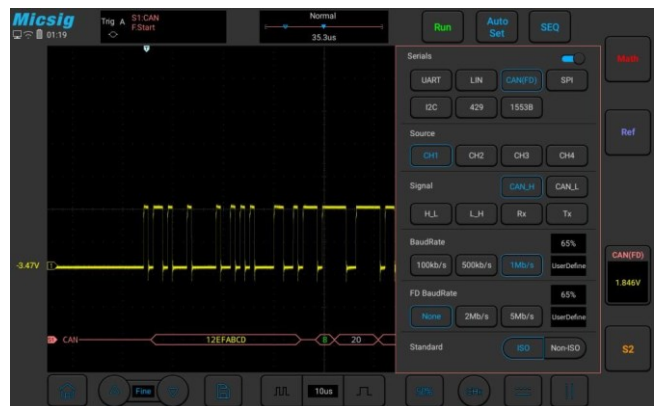 Micsig
Trig A S1:CAN
F.Start
01:19
Normal
35.3us
Run
Auto
Set
SEQ
Serials
UART LIN CAN(FD) SPI
I2C 429 1553B
Math
Source
CH1 CH2 CH3 CH4
Ref
Signal
CAN_H CAN_L
H_L L_H Rx Tx
BaudRate 65%
100kb/s 500kb/s 1Mb/s UserDefine
-3.47V
CAN(FD)
1.846V
FD BaudRate 65%
None 2Mb/s 5Mb/s UserDefine
CAN 12EFABCD 8 20
Standard ISO Non-ISO
S2
Fine
10us
50%